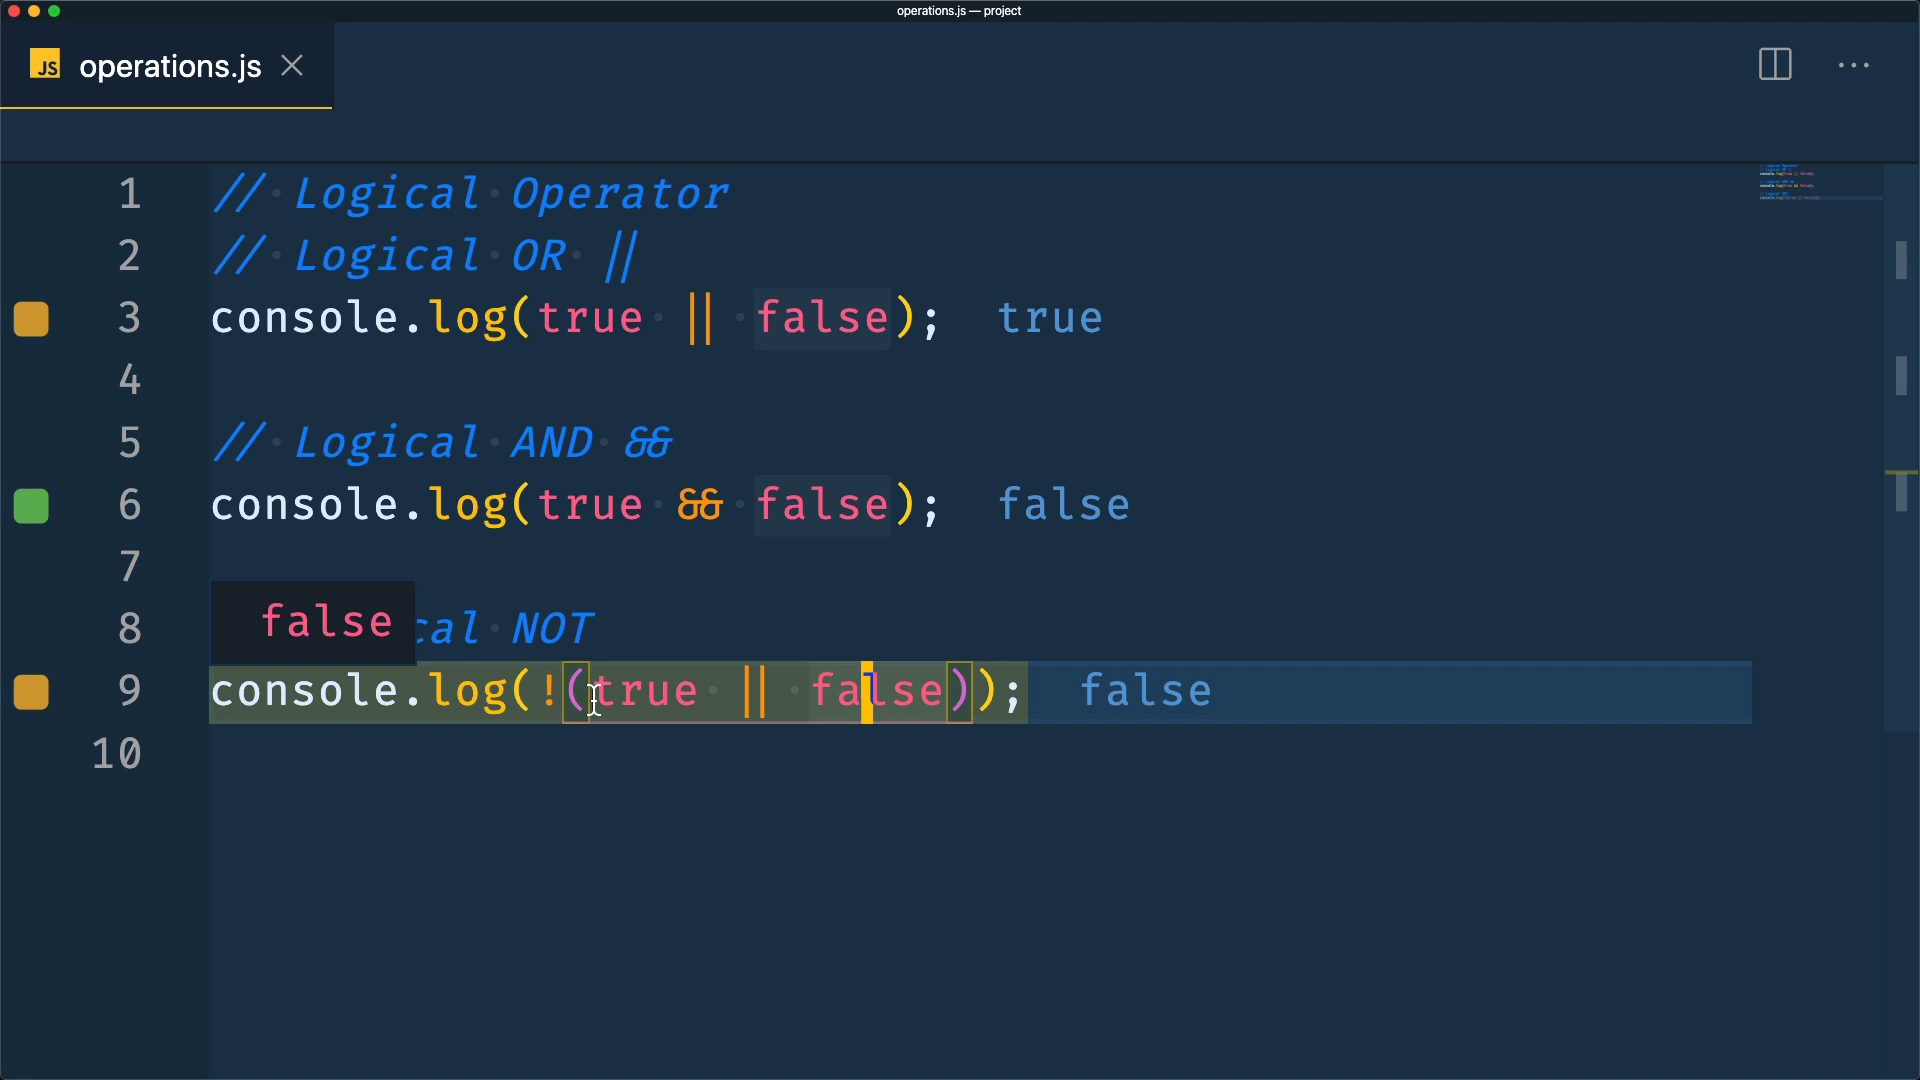 operations.js — project
JS operations.js
1 // Logical Operator
2 // Logical OR ||
3 console.log(true || false); true
4
5 // Logical AND &&
6 console.log(true && false); false
7
false
8 cal NOT
9 console.log(!(true || false)); false
10